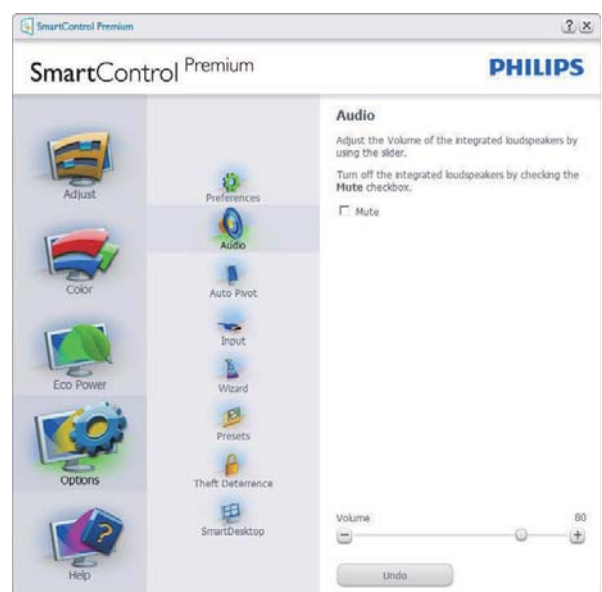 SmartControl Premium
SmartControl Premium
PHILIPS
Adjust
Color
Eco Power
Options
Help
Preferences
Audio
Auto Pivot
Input
Wizard
Presets
Theft Deterrence
SmartDesktop
Audio
Adjust the Volume of the integrated loudspeakers by
using the slider.
Turn off the integrated loudspeakers by checking the
Mute checkbox.
Mute
Volume 80
Undo